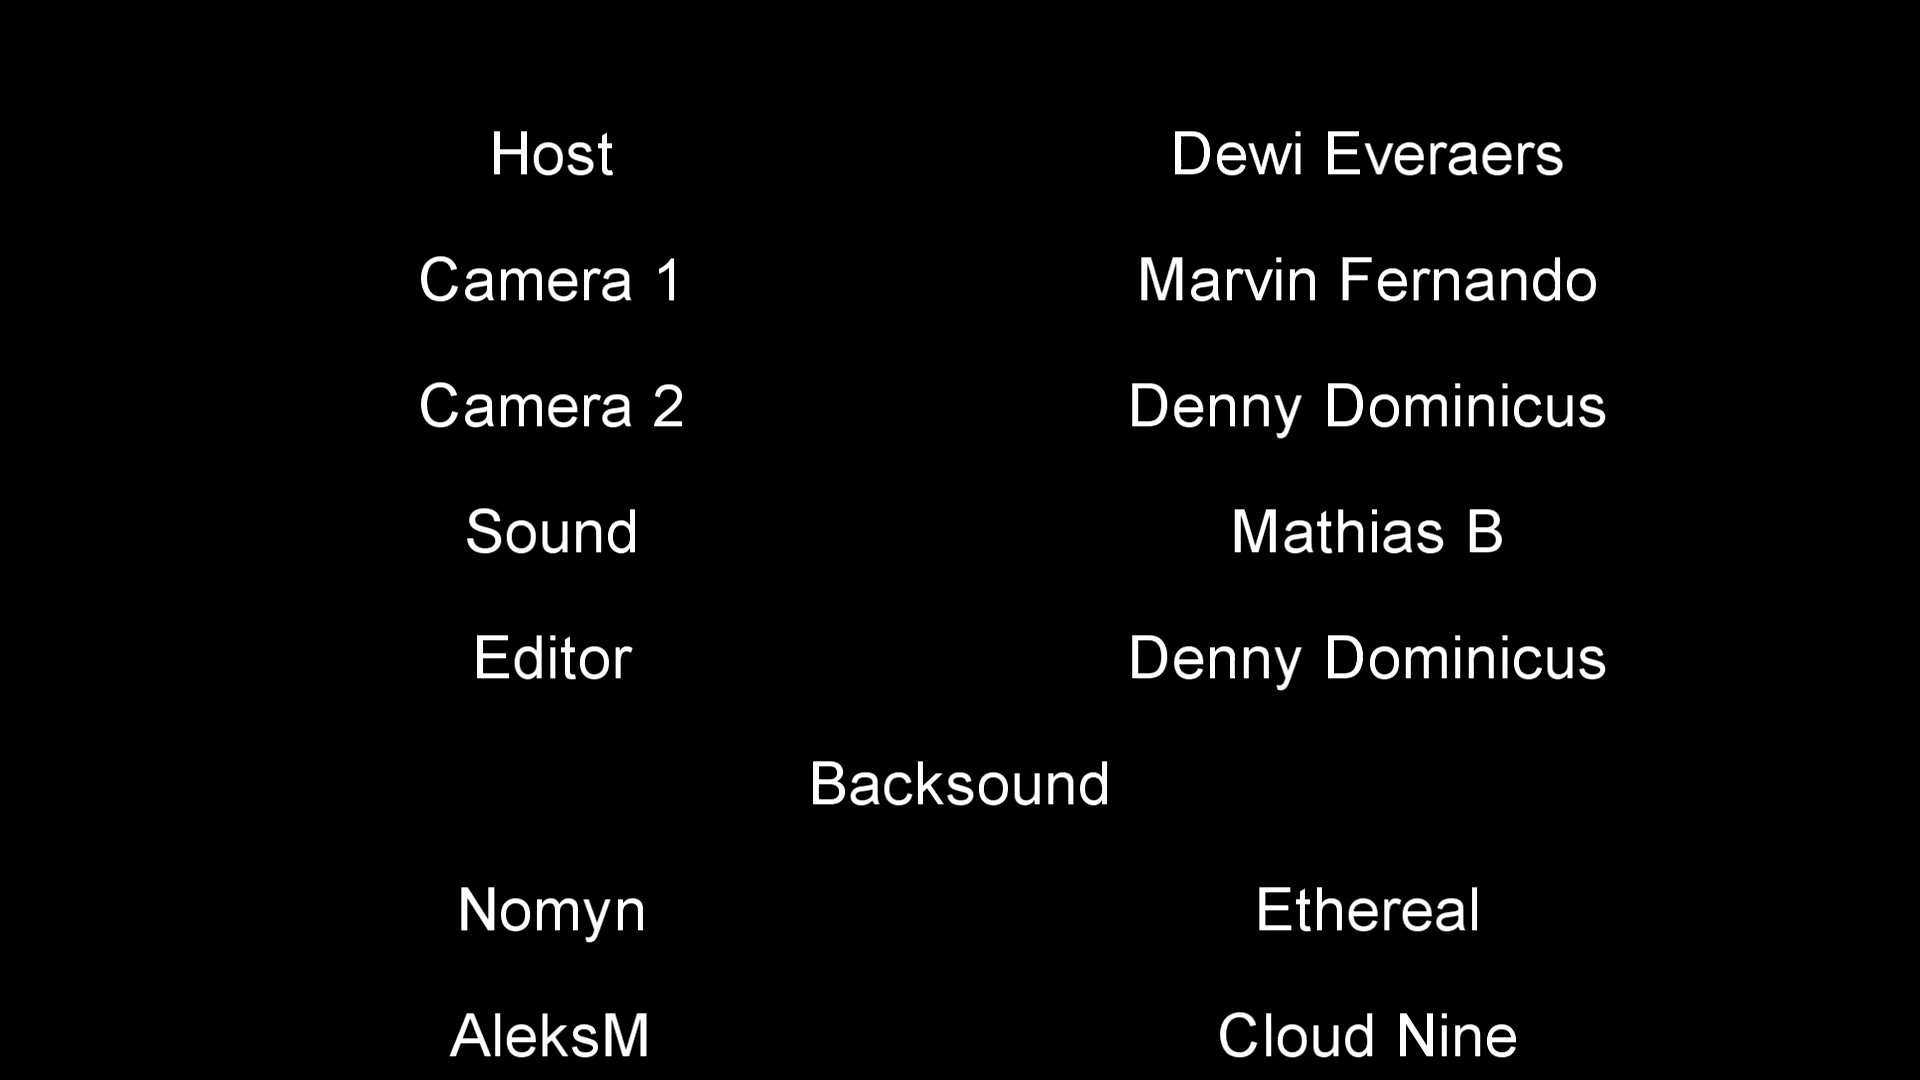 Host Dewi Everaers
Camera 1 Marvin Fernando
Camera 2 Denny Dominicus
Sound Mathias B
Editor Denny Dominicus
Backsound
Nomyn Ethereal
AleksM Cloud Nine